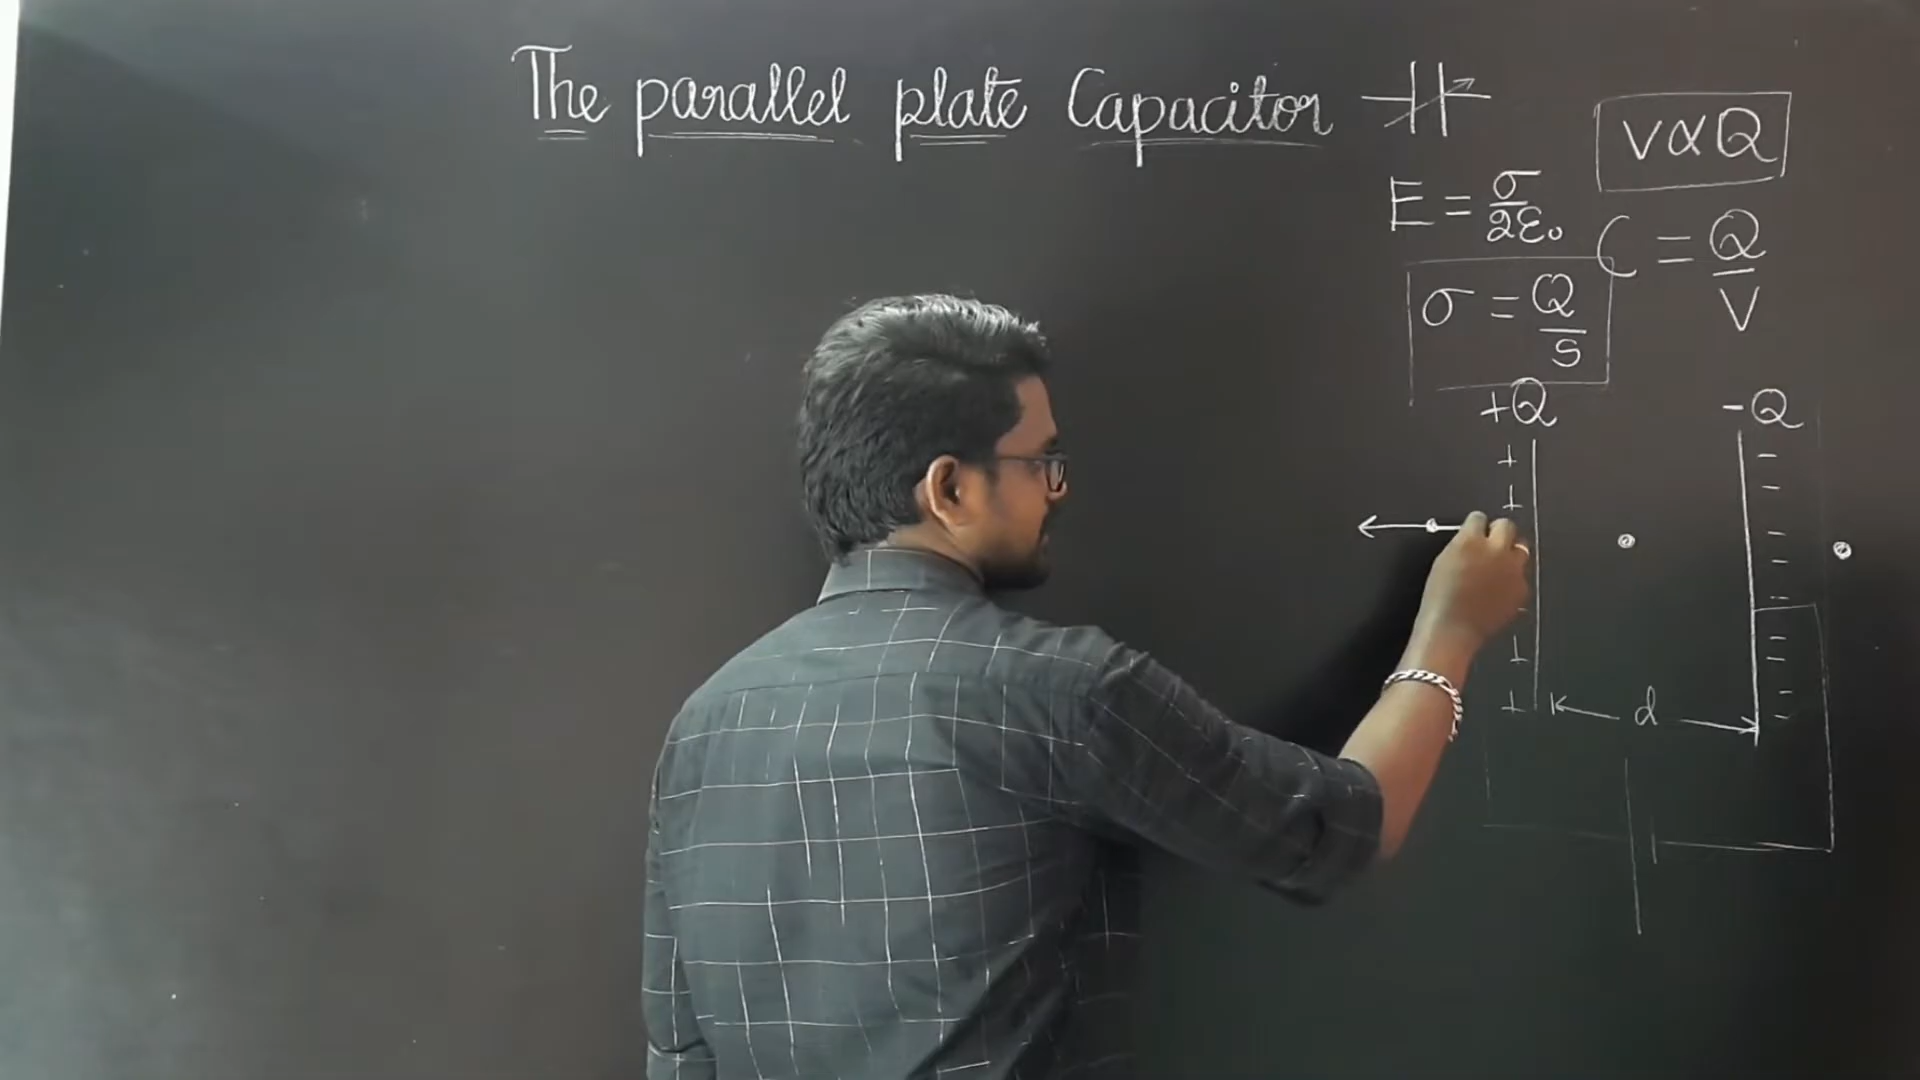 The parallel plate Capacitor
V ∝ Q
E = σ/2ε₀
C = Q/V
σ = Q/S
+Q
-Q
d